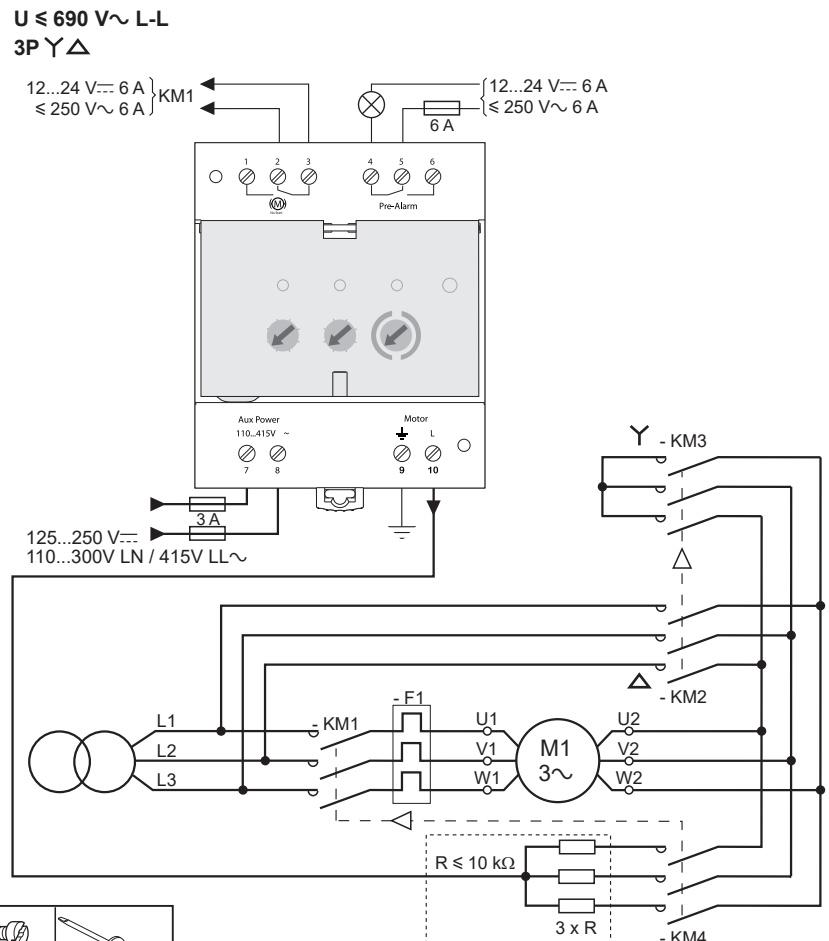 U ⩽ 690 V∼ L-L
3P Y △
12...24 V⎓ 6 A
⩽ 250 V∼ 6 A
KM1
12...24 V⎓ 6 A
⩽ 250 V∼ 6 A
6 A
1 2 3 4 5 6
M
Pre-Alarm
Aux Power
110...415V ~
Motor
L
7 8 9 10
3 A
125...250 V⎓
110...300V LN / 415V LL∼
Y - KM3
△ - KM2
- KM1
- F1
L1
L2
L3
U1
V1
W1
M1
3∼
U2
V2
W2
R ⩽ 10 kΩ
3 x R
- KM4